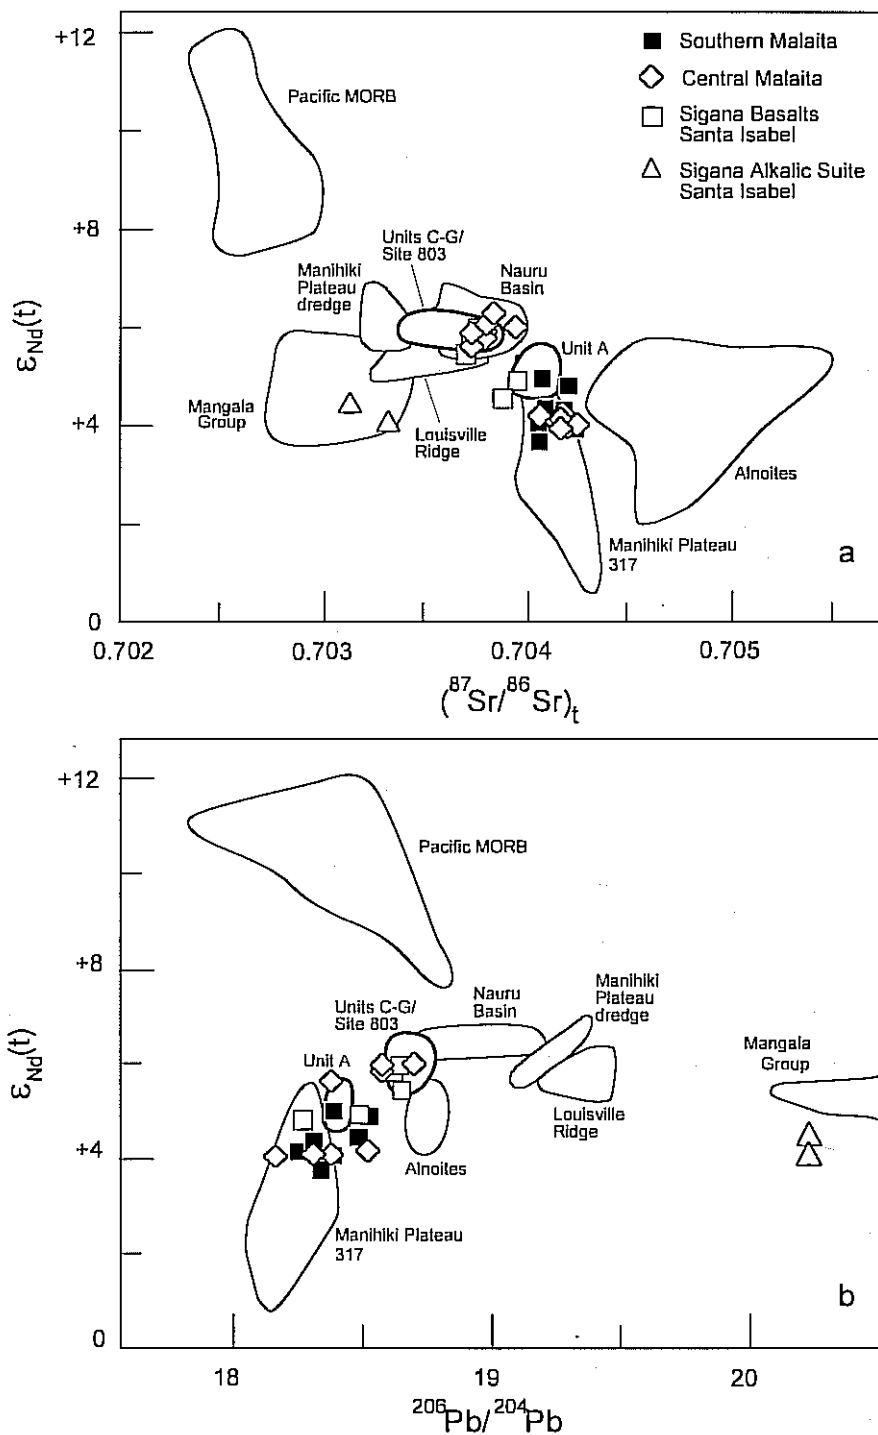 +12
+8
+4
0
εNd(t)
0.702
0.703
0.704
0.705
(87Sr/86Sr)t
Southern Malaita
Central Malaita
Sigana Basalts
Santa Isabel
Sigana Alkalic Suite
Santa Isabel
Pacific MORB
Units C-G/
Site 803
Manihiki
Plateau
dredge
Nauru
Basin
Unit A
Mangala
Group
Louisville
Ridge
Alnoites
Manihiki Plateau
317
a
+12
+8
+4
0
εNd(t)
18
19
20
206Pb/204Pb
Pacific MORB
Units C-G/
Site 803
Nauru
Basin
Manihiki
Plateau
dredge
Unit A
Mangala
Group
Louisville
Ridge
Alnoites
Manihiki Plateau
317
b